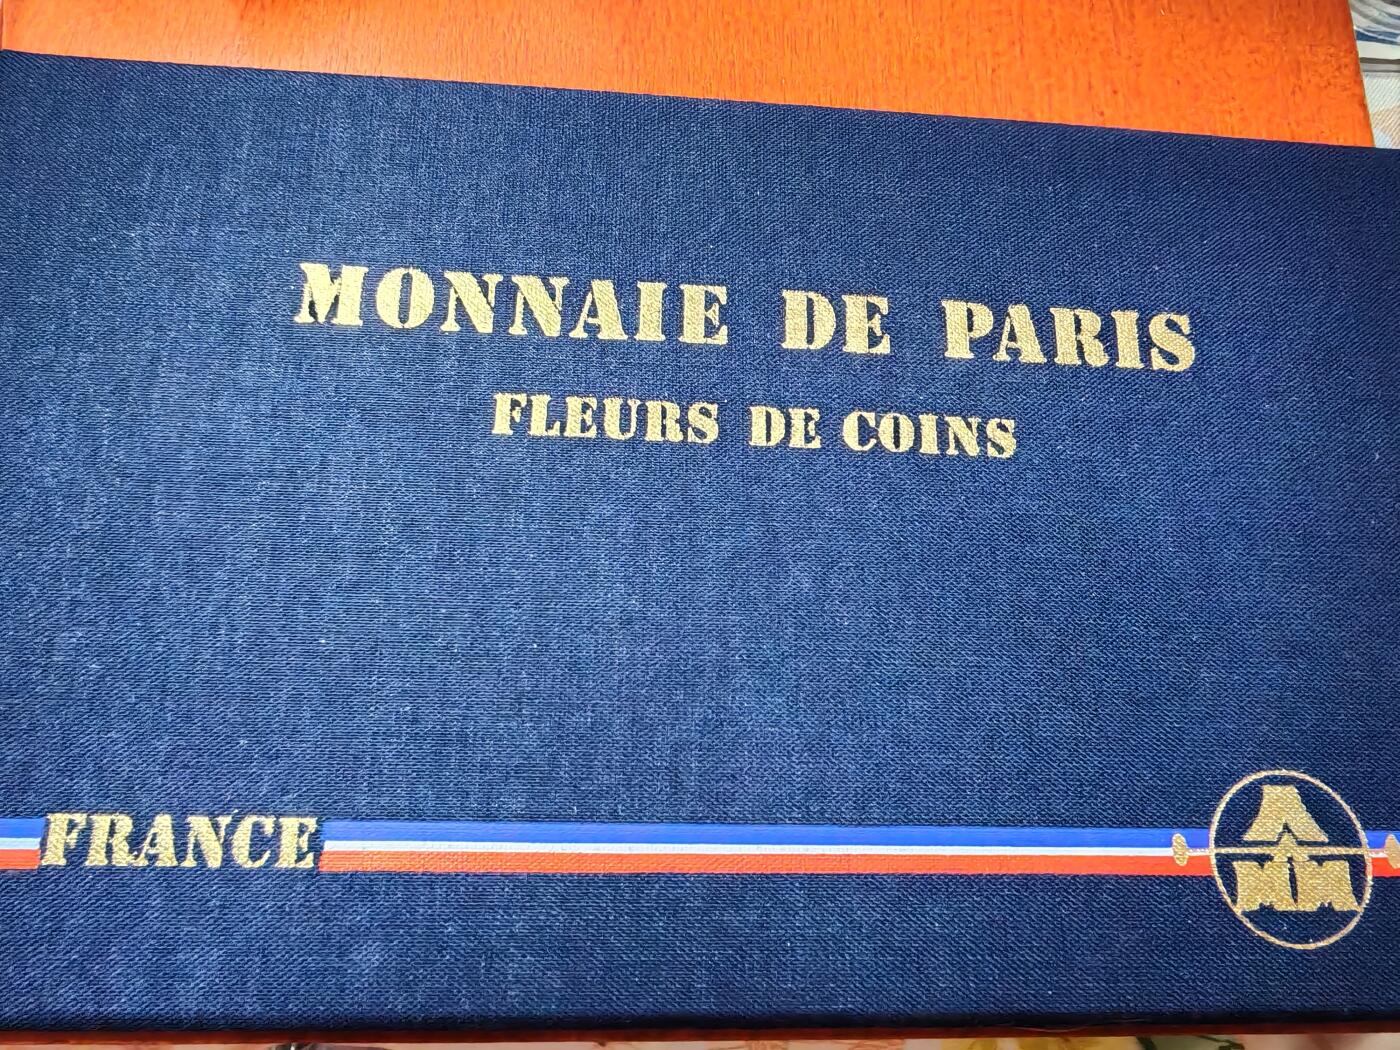 MONNAIE DE PARIS
FLEURS DE COINS
FRANCE